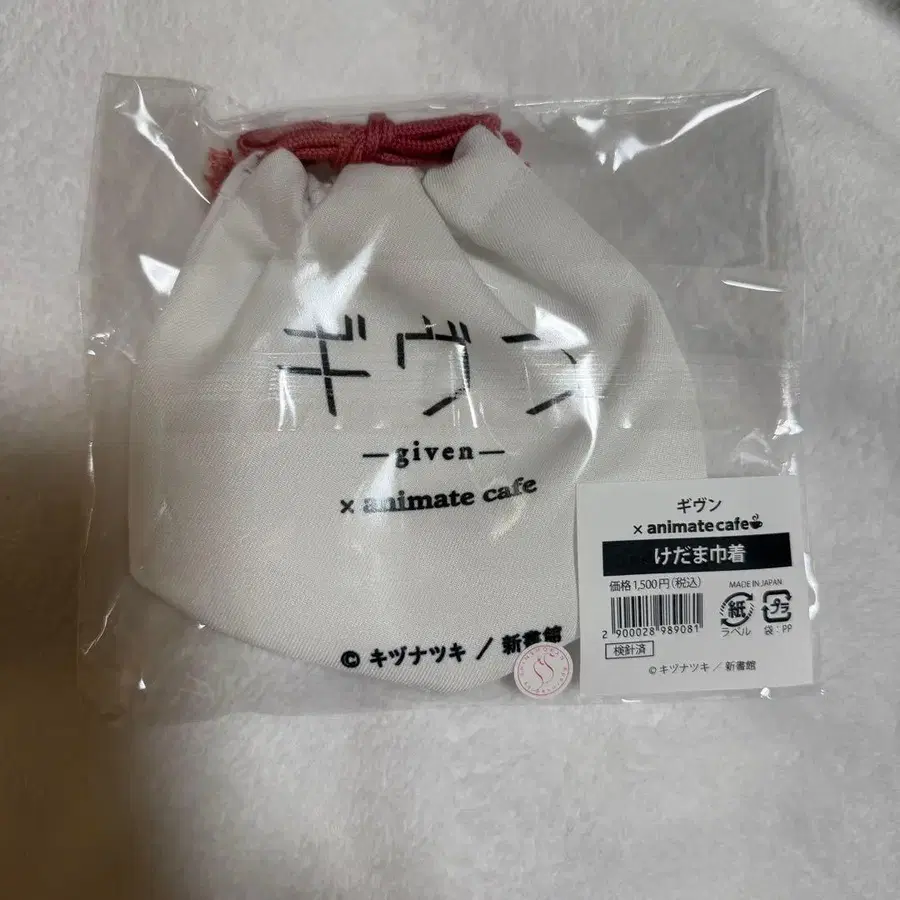 ギヴン
—given—
× animate cafe
© キヅナツキ / 新書館
ギヴン
× animate cafe
けだま巾着
価格1,500円(税込)
MADE IN JAPAN
2 900028 989081
紙
プラ
ラベル
袋:PP
検針済
© キヅナツキ / 新書館